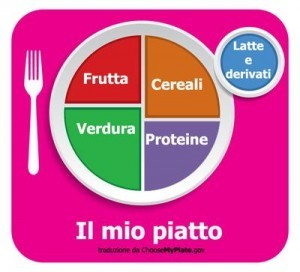 Latte
e
derivati
Frutta
Cereali
Verdura
Proteine
Il mio piatto
traduzione da ChooseMyPlate.gov